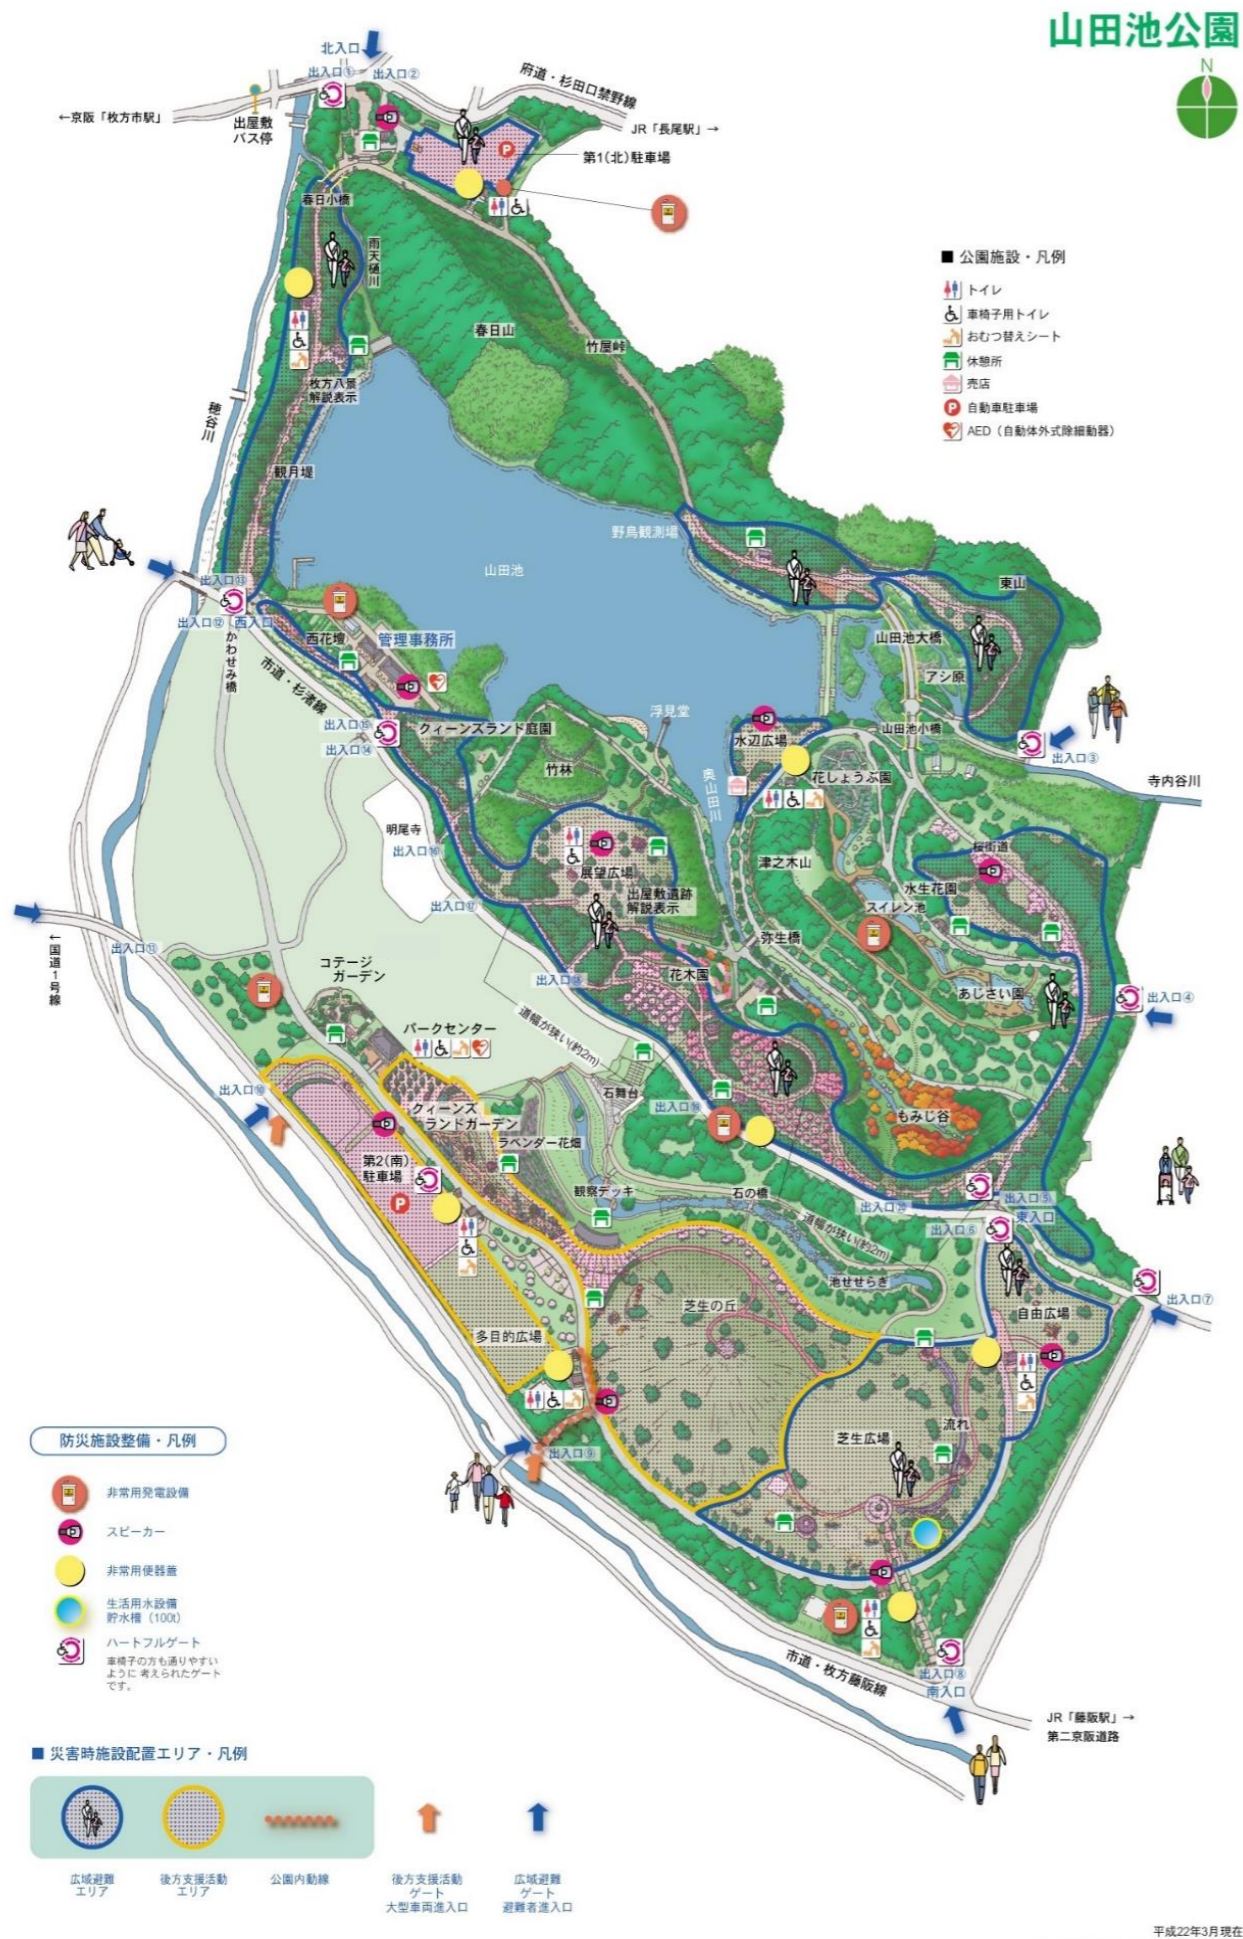 山田池公園
N
北入口
出入口①
出入口②
府道・杉田口禁野線
←京阪「枚方市駅」
出屋敷
バス停
JR「長尾駅」→
第1(北)駐車場
春日小橋
雨天樋川
■ 公園施設・凡例
トイレ
車椅子用トイレ
おむつ替えシート
休憩所
売店
P
自動車駐車場
AED（自動体外式除細動器）
春日山
竹屋峠
枚方八景
解説表示
穂谷川
観月堤
野鳥観測場
山田池
東山
出入口⑬
出入口⑫
西入口
かわせみ橋
西花壇
管理事務所
市道・杉渚線
山田池大橋
アシ原
出入口⑮
出入口⑭
クィーンズランド庭園
浮見堂
水辺広場
山田池小橋
出入口③
寺内谷川
竹林
奥山田川
花しょうぶ園
明尾寺
出入口⑯
展望広場
津之木山
桜街道
水生花園
スイレン池
出入口⑰
出屋敷遺跡
解説表示
弥生橋
出入口⑪
←国道1号線
コテージ
ガーデン
出入口⑱
花木園
あじさい園
出入口④
パークセンター
道幅が狭い(約2m)
石舞台
出入口⑲
もみじ谷
出入口⑩
クィーンズ
ランドガーデン
ラベンダー花畑
第2(南)
駐車場
P
観察デッキ
石の橋
出入口⑳
出入口⑤
東入口
出入口⑥
道幅が狭い(約2m)
池せせらぎ
出入口⑦
芝生の丘
自由広場
多目的広場
芝生広場
流れ
出入口⑨
防災施設整備・凡例
非常用発電設備
スピーカー
非常用便器蓋
生活用水設備
貯水槽（100t）
ハートフルゲート
車椅子の方も通りやすい
ように 考えられたゲート
です。
市道・枚方藤阪線
出入口⑧
南入口
JR「藤阪駅」→
第二京阪道路
■ 災害時施設配置エリア・凡例
広域避難
エリア
後方支援活動
エリア
公園内動線
後方支援活動
ゲート
大型車両進入口
広域避難
ゲート
避難者進入口
平成22年3月現在